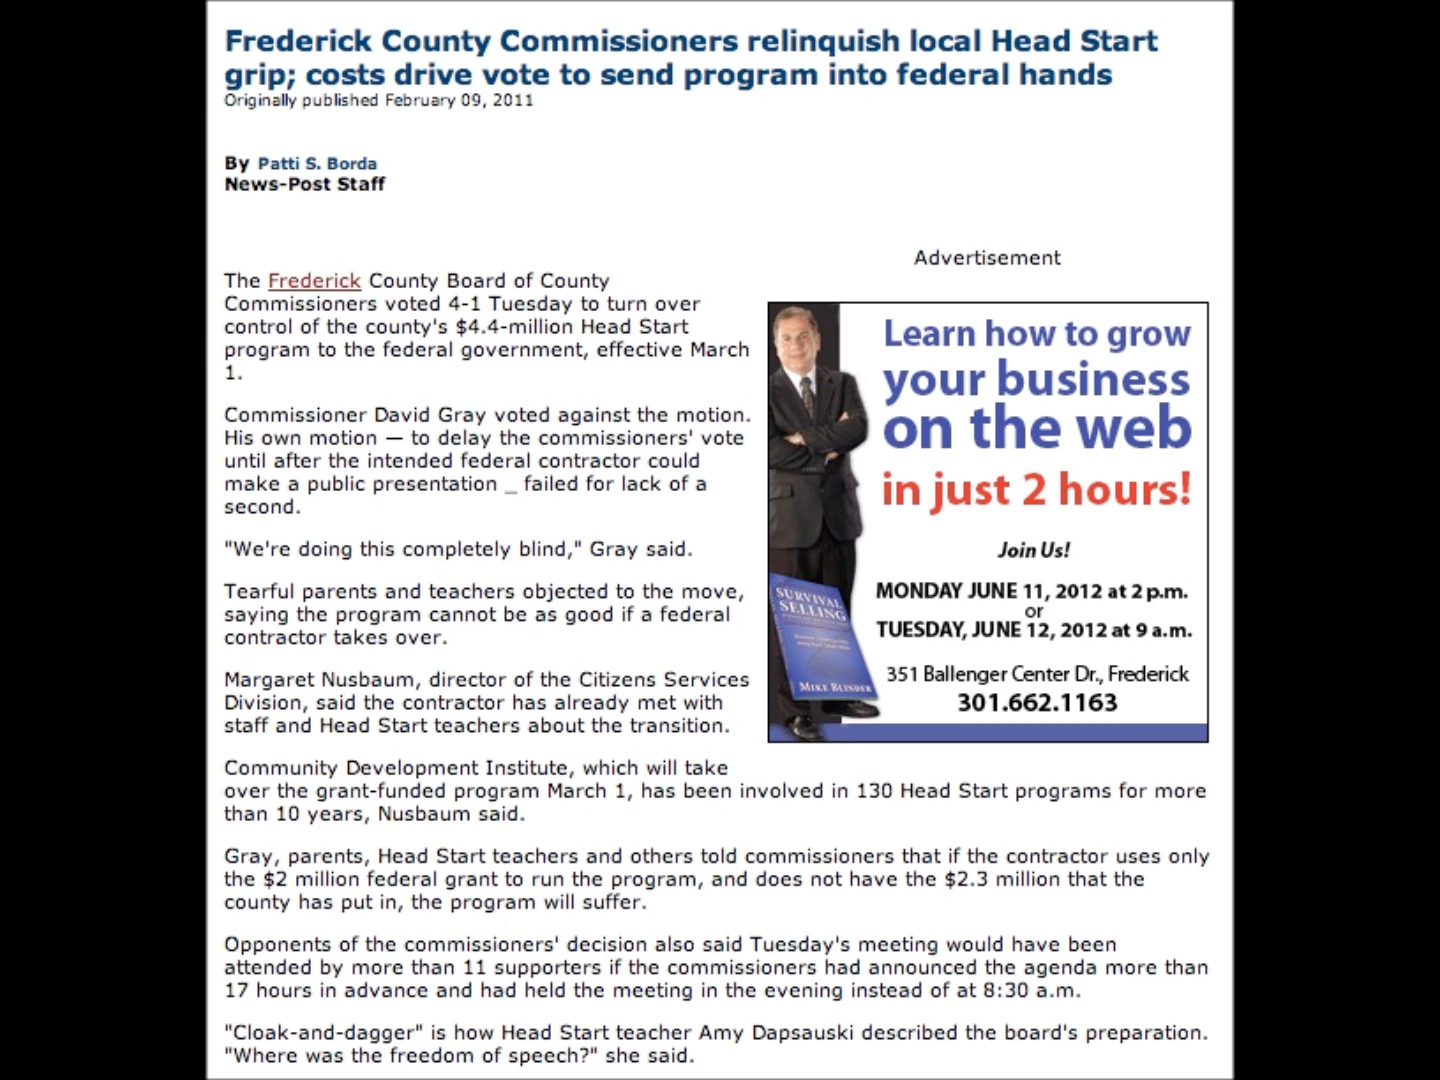 Frederick County Commissioners relinquish local Head Start
grip; costs drive vote to send program into federal hands
Originally published February 09, 2011
By Patti S. Borda
News-Post Staff
The Frederick County Board of County
Commissioners voted 4-1 Tuesday to turn over
control of the county's $4.4-million Head Start
program to the federal government, effective March
1.
Commissioner David Gray voted against the motion.
His own motion — to delay the commissioners' vote
until after the intended federal contractor could
make a public presentation _ failed for lack of a
second.
"We're doing this completely blind," Gray said.
Tearful parents and teachers objected to the move,
saying the program cannot be as good if a federal
contractor takes over.
Margaret Nusbaum, director of the Citizens Services
Division, said the contractor has already met with
staff and Head Start teachers about the transition.
Advertisement
Learn how to grow
your business
on the web
in just 2 hours!
Join Us!
MONDAY JUNE 11, 2012 at 2 p.m.
or
TUESDAY, JUNE 12, 2012 at 9 a.m.
351 Ballenger Center Dr., Frederick
301.662.1163
SURVIVAL
SELLING
MIKE BLINDER
Community Development Institute, which will take
over the grant-funded program March 1, has been involved in 130 Head Start programs for more
than 10 years, Nusbaum said.
Gray, parents, Head Start teachers and others told commissioners that if the contractor uses only
the $2 million federal grant to run the program, and does not have the $2.3 million that the
county has put in, the program will suffer.
Opponents of the commissioners' decision also said Tuesday's meeting would have been
attended by more than 11 supporters if the commissioners had announced the agenda more than
17 hours in advance and had held the meeting in the evening instead of at 8:30 a.m.
"Cloak-and-dagger" is how Head Start teacher Amy Dapsauski described the board's preparation.
"Where was the freedom of speech?" she said.